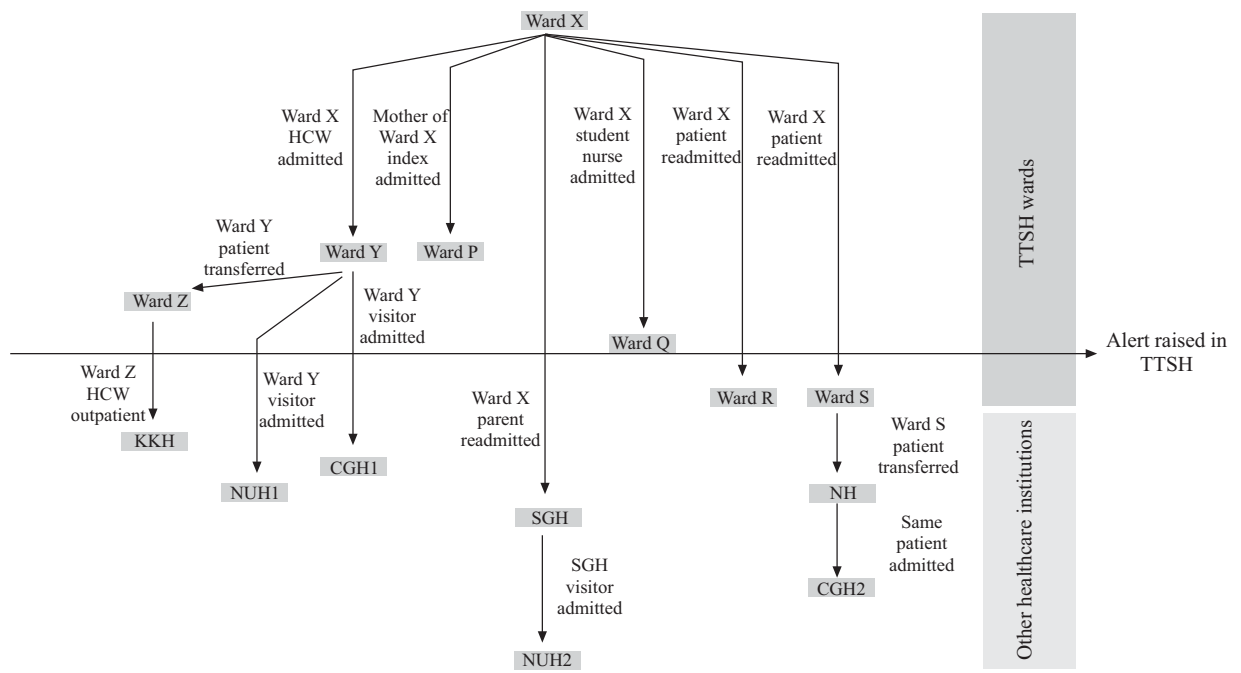 Ward X
Ward X
HCW
admitted
Mother of
Ward X
index
admitted
Ward X
student
nurse
admitted
Ward X
patient
readmitted
Ward X
patient
readmitted
TTSH wards
Ward Y
patient
transferred
Ward Y
Ward P
Ward Z
Ward Y
visitor
admitted
Ward Q
Alert raised in
TTSH
Ward Z
HCW
outpatient
KKH
Ward Y
visitor
admitted
NUH1
CGH1
Ward X
parent
readmitted
Ward R
Ward S
Ward S
patient
transferred
NH
SGH
Same
patient
admitted
CGH2
SGH
visitor
admitted
NUH2
Other healthcare institutions